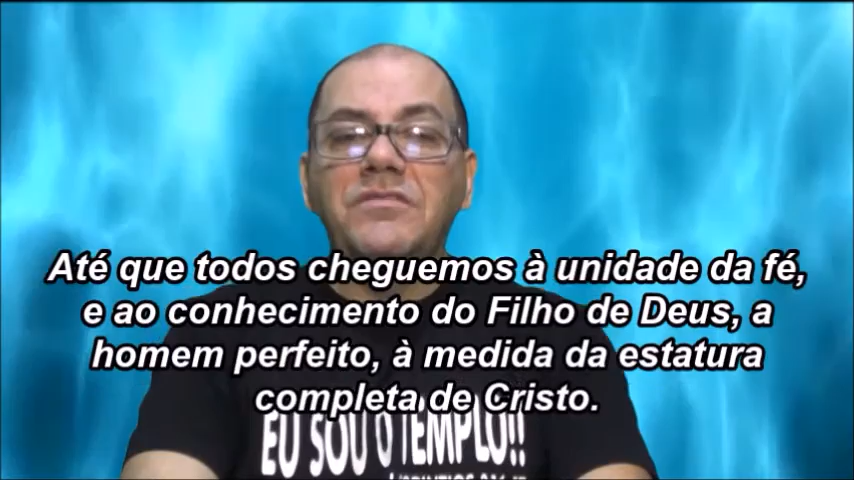 Até que todos cheguemos à unidade da fé,
e ao conhecimento do Filho de Deus, a
homem perfeito, à medida da estatura
completa de Cristo.
EU SOU O TEMPLO!!